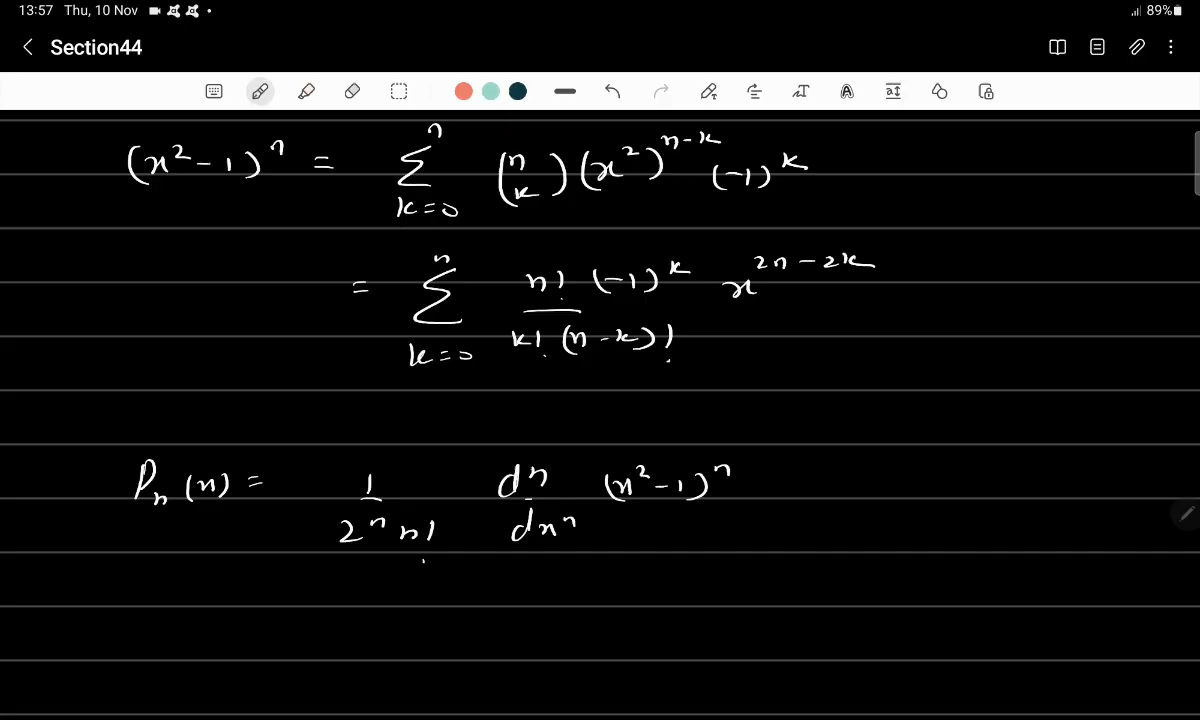 13:57 Thu, 10 Nov 89%
Section44
(x² - 1)ⁿ = Σ_{k=0}^{n} (n k) (x²)^{n-k} (-1)^k
= Σ_{k=0}^{n} n! (-1)^k / k! (n-k)! x^{2n-2k}
Pₙ(x) = 1 / 2ⁿ n! dⁿ / dxⁿ (x² - 1)ⁿ